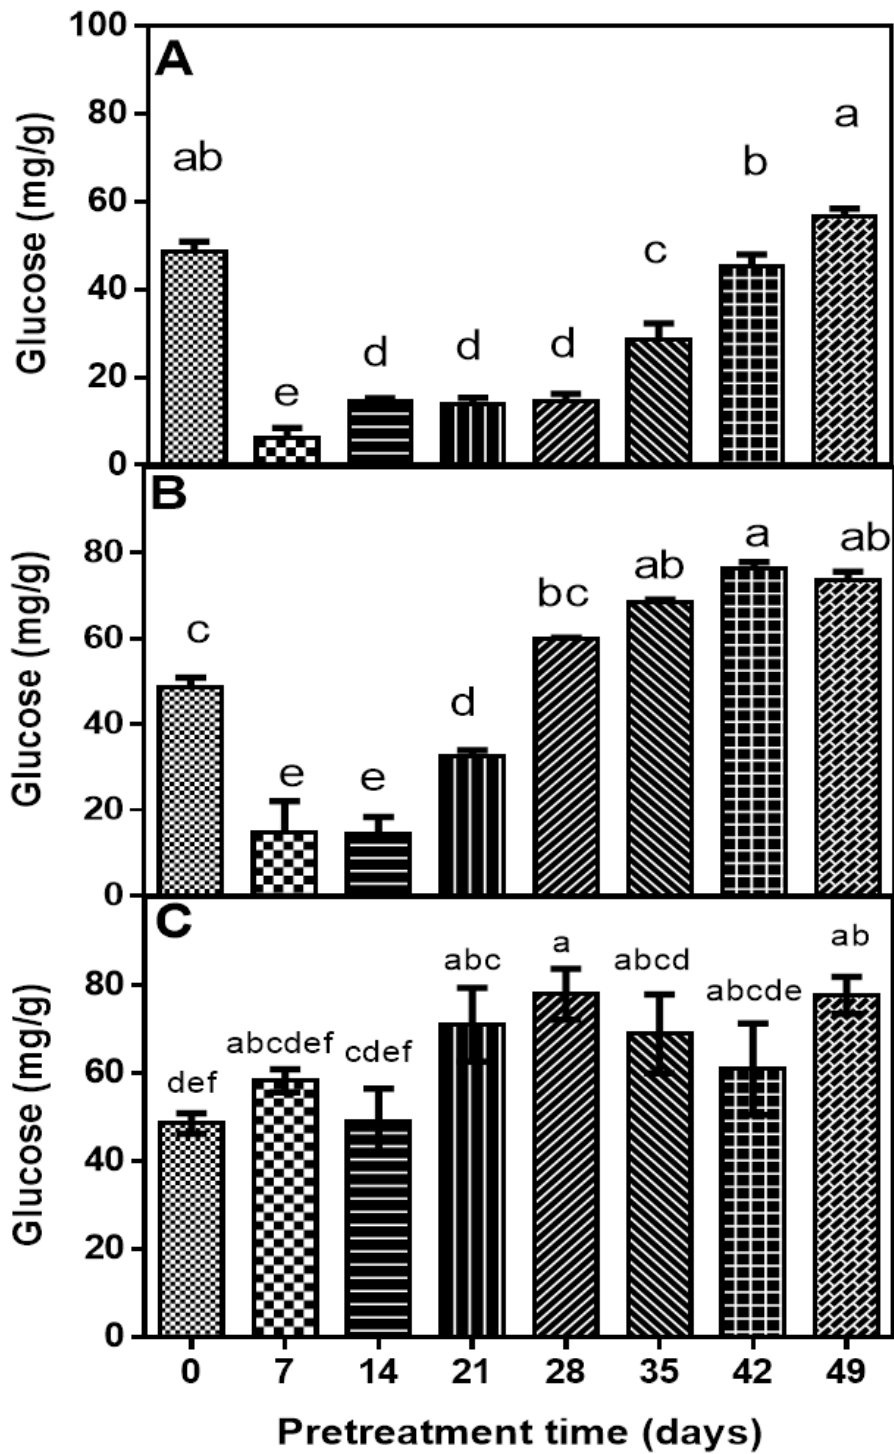 100
A
80
60
40
20
0
Glucose (mg/g)
ab
e
d
d
d
c
b
a
B
80
60
40
20
0
Glucose (mg/g)
c
e
e
d
bc
ab
a
ab
C
80
60
40
20
0
Glucose (mg/g)
def
abcdef
cdef
abc
a
abcd
abcde
ab
0 7 14 21 28 35 42 49
Pretreatment time (days)